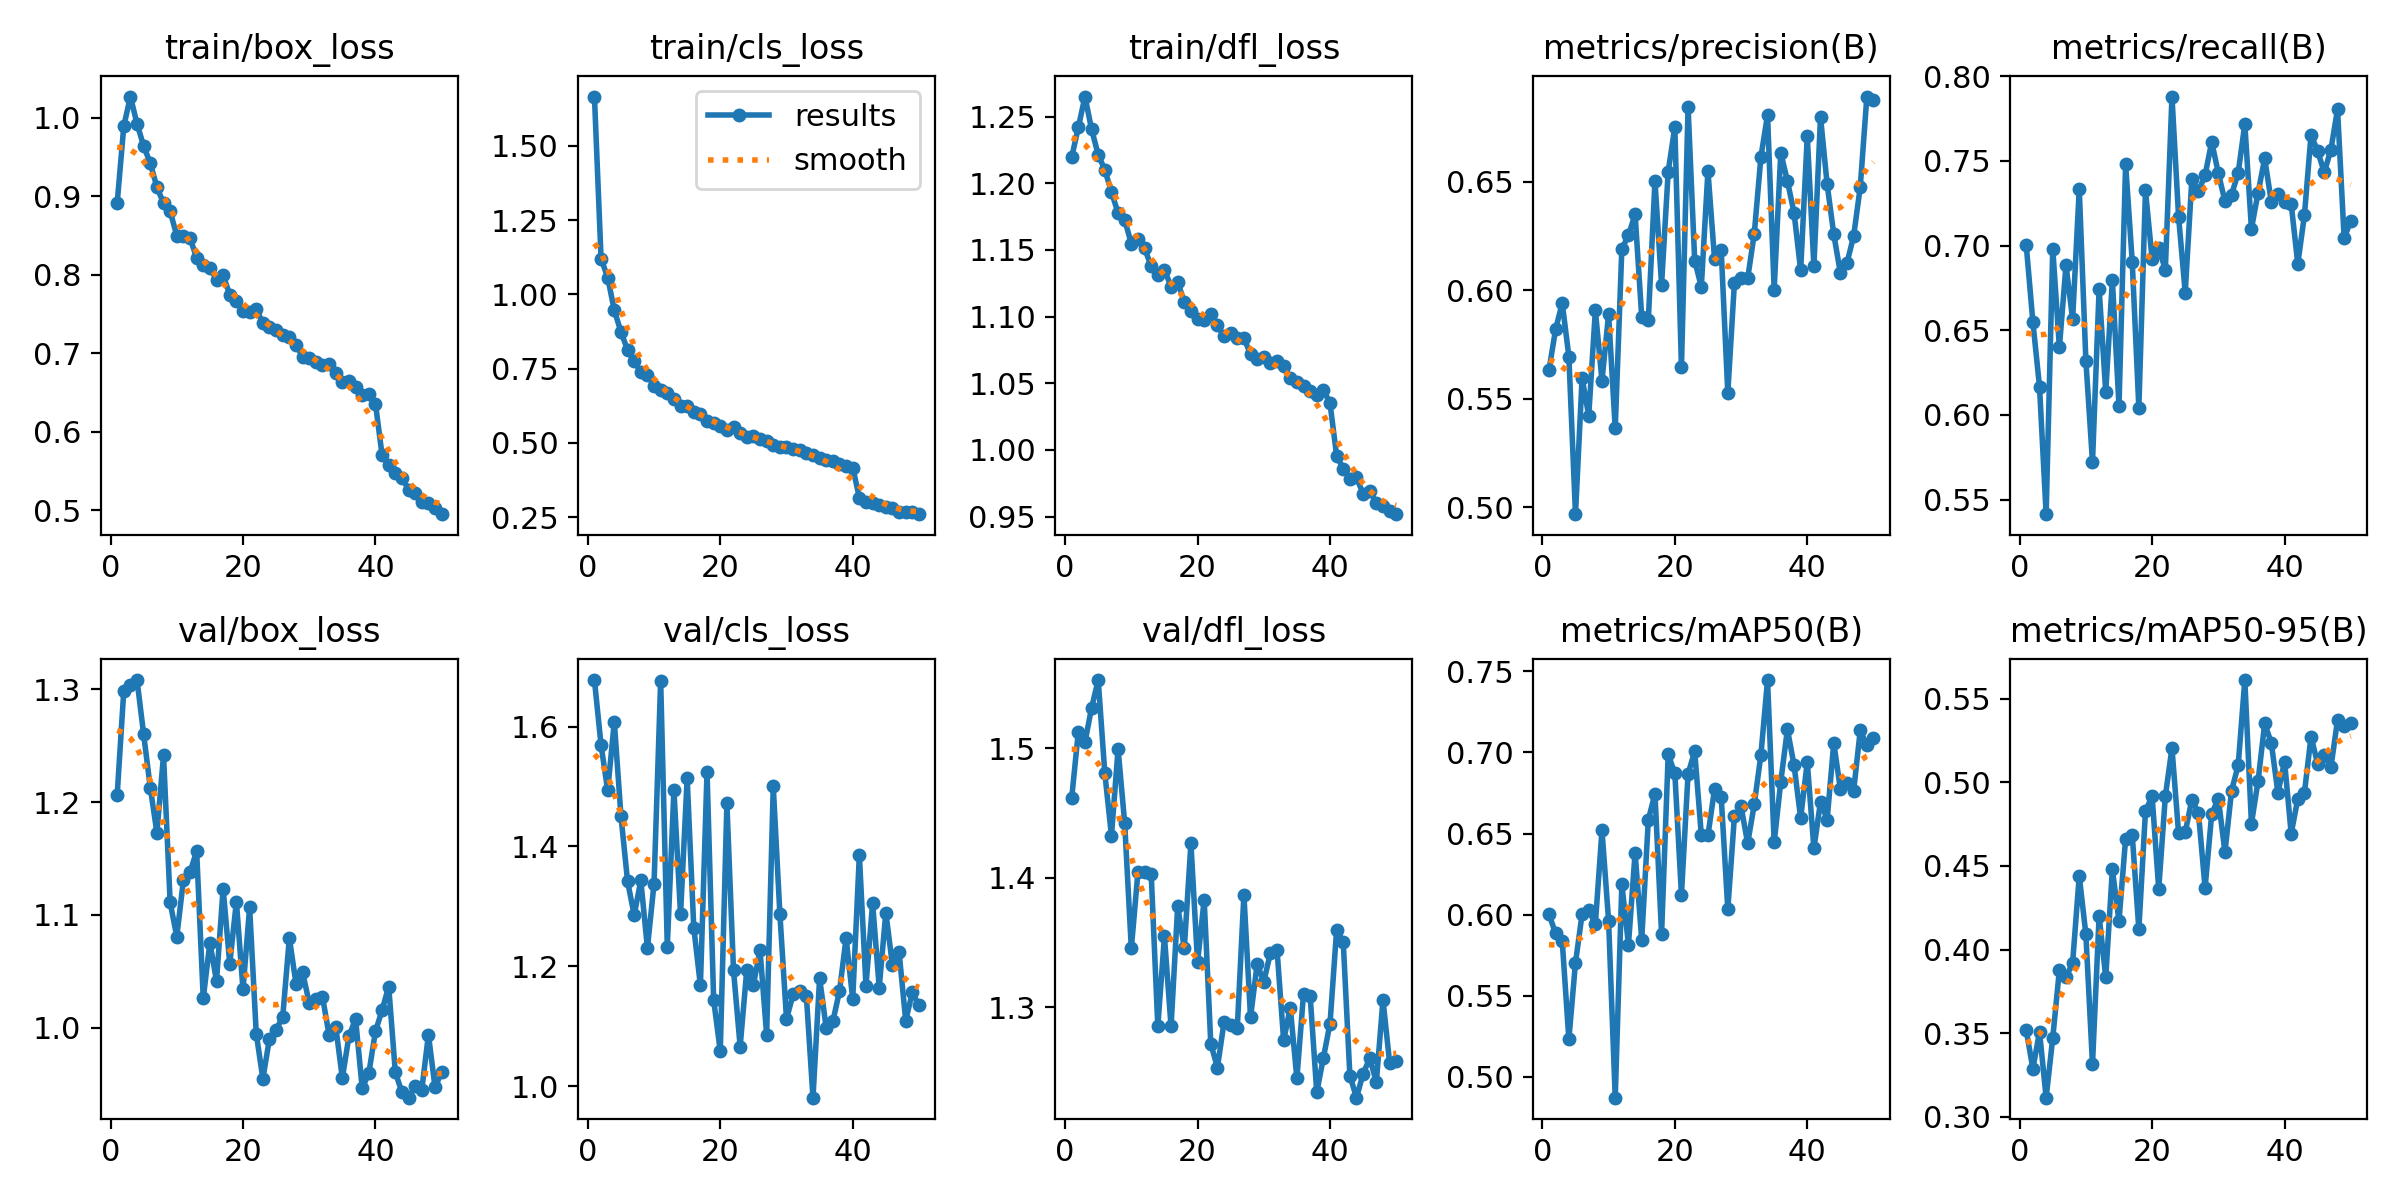 train/box_loss
1.0
0.9
0.8
0.7
0.6
0.5
0 20 40
train/cls_loss
results
smooth
1.50
1.25
1.00
0.75
0.50
0.25
0 20 40
train/dfl_loss
1.25
1.20
1.15
1.10
1.05
1.00
0.95
0 20 40
metrics/precision(B)
0.65
0.60
0.55
0.50
0 20 40
metrics/recall(B)
0.80
0.75
0.70
0.65
0.60
0.55
0 20 40
val/box_loss
1.3
1.2
1.1
1.0
0 20 40
val/cls_loss
1.6
1.4
1.2
1.0
0 20 40
val/dfl_loss
1.5
1.4
1.3
0 20 40
metrics/mAP50(B)
0.75
0.70
0.65
0.60
0.55
0.50
0 20 40
metrics/mAP50-95(B)
0.55
0.50
0.45
0.40
0.35
0.30
0 20 40